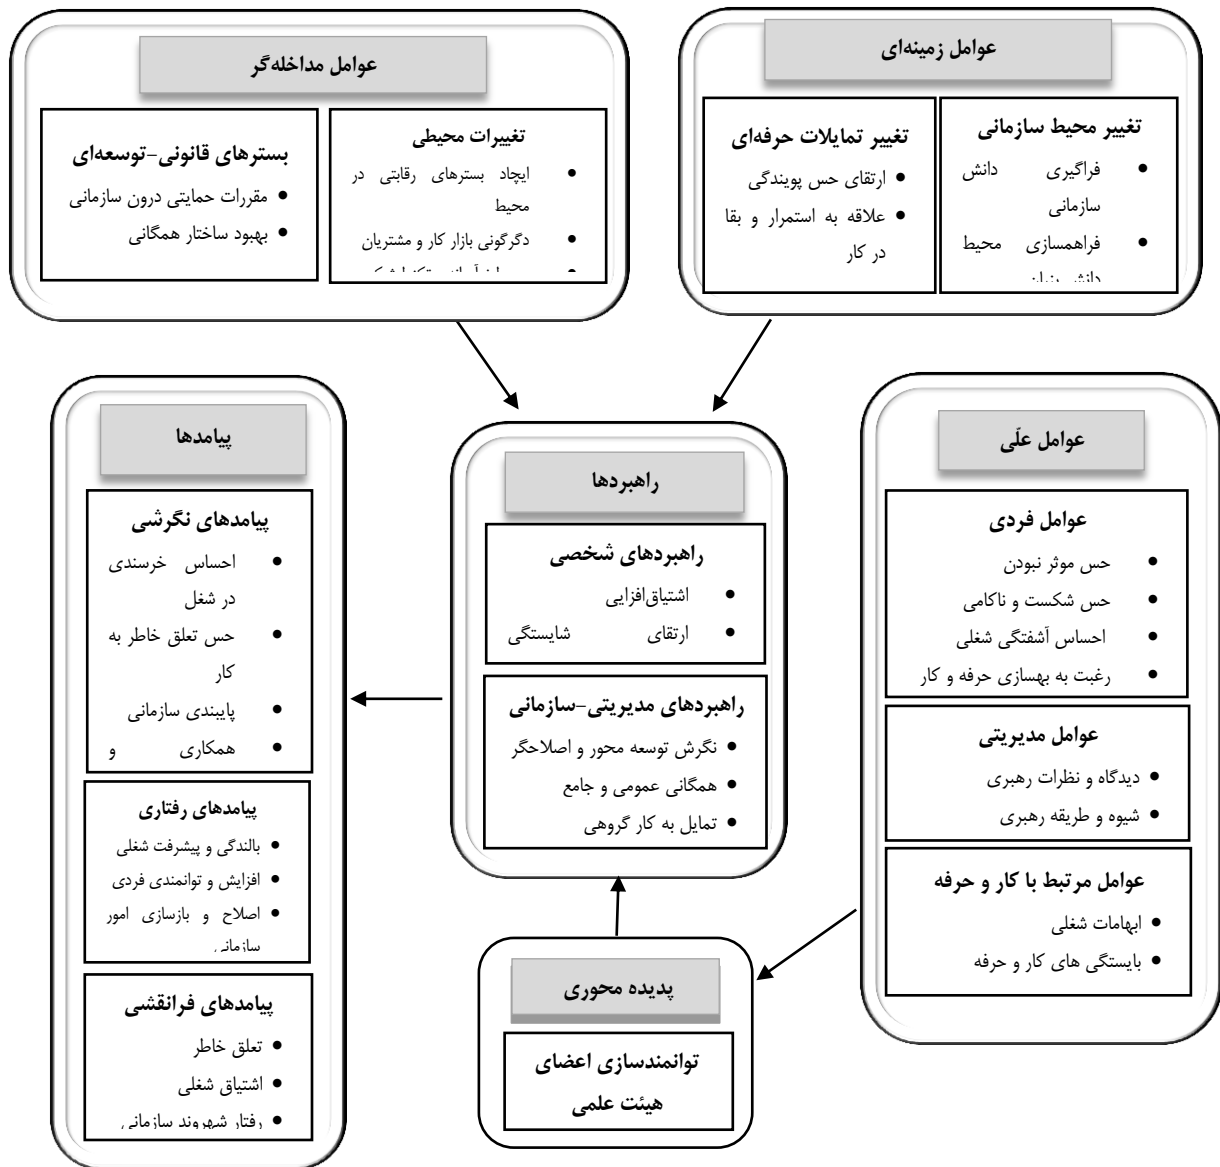 عوامل زمینه‌ای
تغییر محیط سازمانی
● فراگیری دانش
سازمانی
● فراهمسازی محیط
دانش بنیان
تغییر تمایلات حرفه‌ای
● ارتقای حس پویندگی
● علاقه به استمرار و بقا
در کار
عوامل مداخله‌گر
تغییرات محیطی
● ایچاد بسترهای رقابتی در
محیط
● دگرگونی بازار کار و مشتریان
●
بسترهای قانونی-توسعه‌ای
● مقررات حمایتی درون سازمانی
● بهبود ساختار همگانی
عوامل علّی
عوامل فردی
● حس موثر نبودن
● حس شکست و ناکامی
● احساس آشفتگی شغلی
● رغبت به بهسازی حرفه و کار
عوامل مدیریتی
● دیدگاه و نظرات رهبری
● شیوه و طریقه رهبری
عوامل مرتبط با کار و حرفه
● ابهامات شغلی
● بایستگی های کار و حرفه
راهبردها
راهبردهای شخصی
● اشتیاق‌افزایی
● ارتقای شایستگی
راهبردهای مدیریتی-سازمانی
● نگرش توسعه محور و اصلاحگر
● همگانی عمومی و جامع
● تمایل به کار گروهی
پدیده محوری
توانمندسازی اعضای
هیئت علمی
پیامدها
پیامدهای نگرشی
● احساس خرسندی
در شغل
● حس تعلق خاطر به
کار
● پایبندی سازمانی
● همکاری و
پیامدهای رفتاری
● بالندگی و پیشرفت شغلی
● افزایش و توانمندی فردی
● اصلاح و بازسازی امور
سازمانی
پیامدهای فرانقشی
● تعلق خاطر
● اشتیاق شغلی
● رفتار شهروند سازمانی